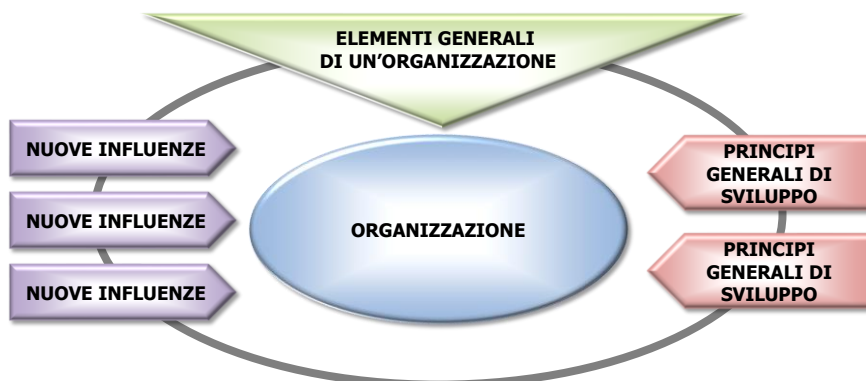 ELEMENTI GENERALI
DI UN'ORGANIZZAZIONE
NUOVE INFLUENZE
NUOVE INFLUENZE
NUOVE INFLUENZE
ORGANIZZAZIONE
PRINCIPI
GENERALI DI
SVILUPPO
PRINCIPI
GENERALI DI
SVILUPPO